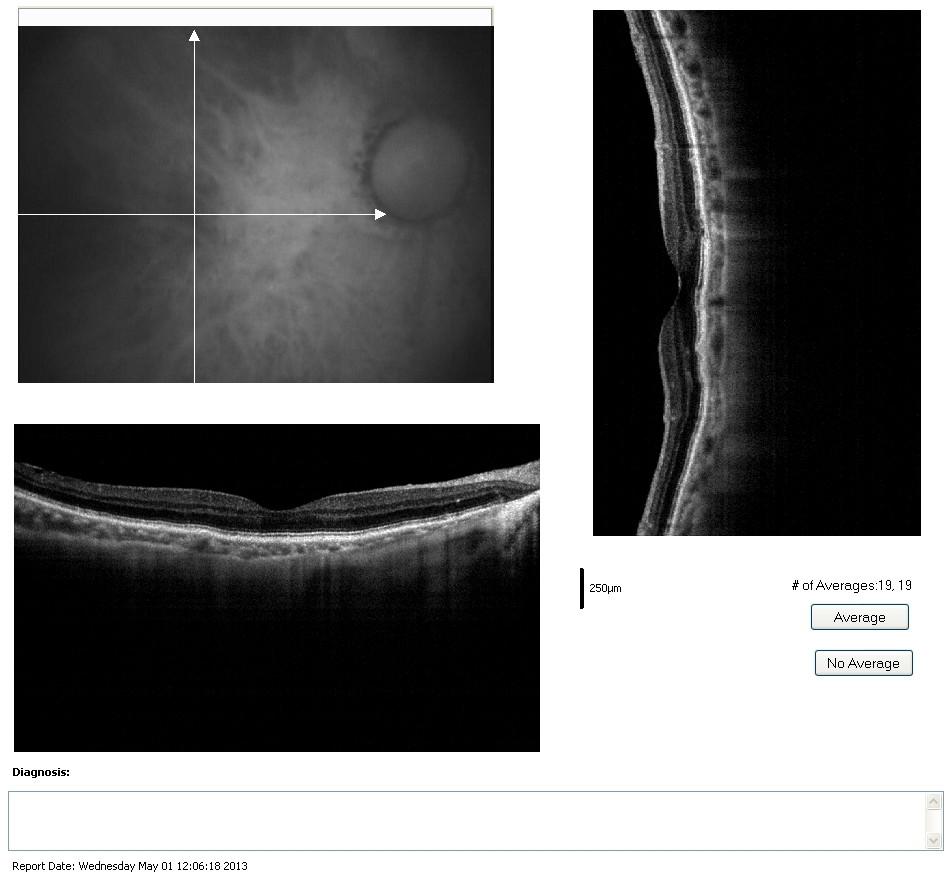 250µm
# of Averages:19, 19
Average
No Average
Diagnosis:
Report Date: Wednesday May 01 12:06:18 2013